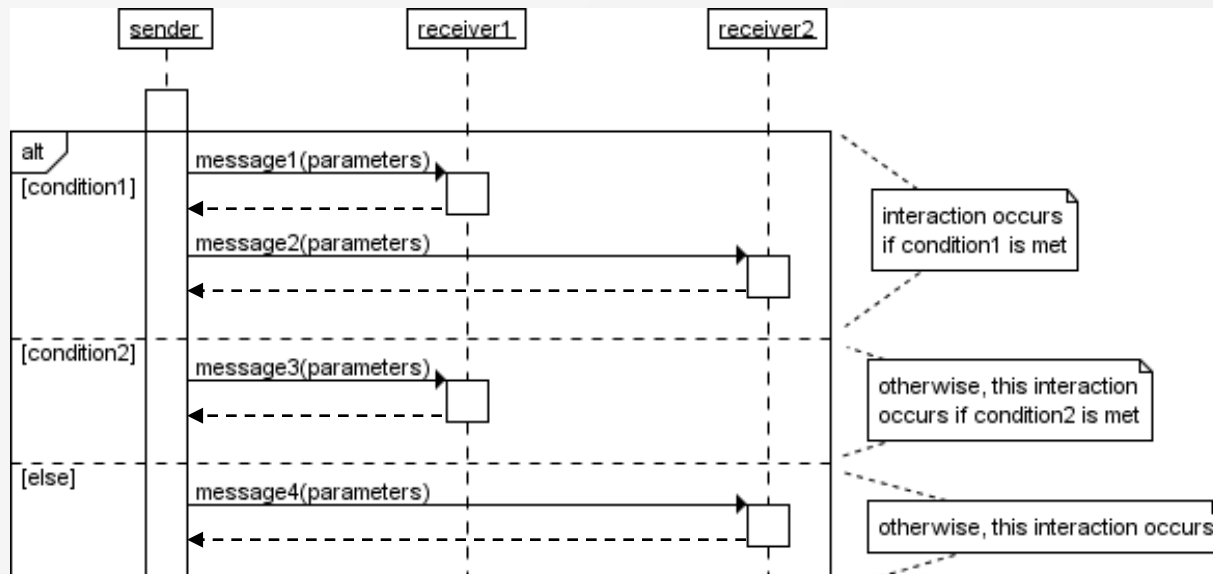 sender
receiver1
receiver2
alt
[condition1]
message1(parameters)
message2(parameters)
interaction occurs
if condition1 is met
[condition2]
message3(parameters)
otherwise, this interaction
occurs if condition2 is met
[else]
message4(parameters)
otherwise, this interaction occurs